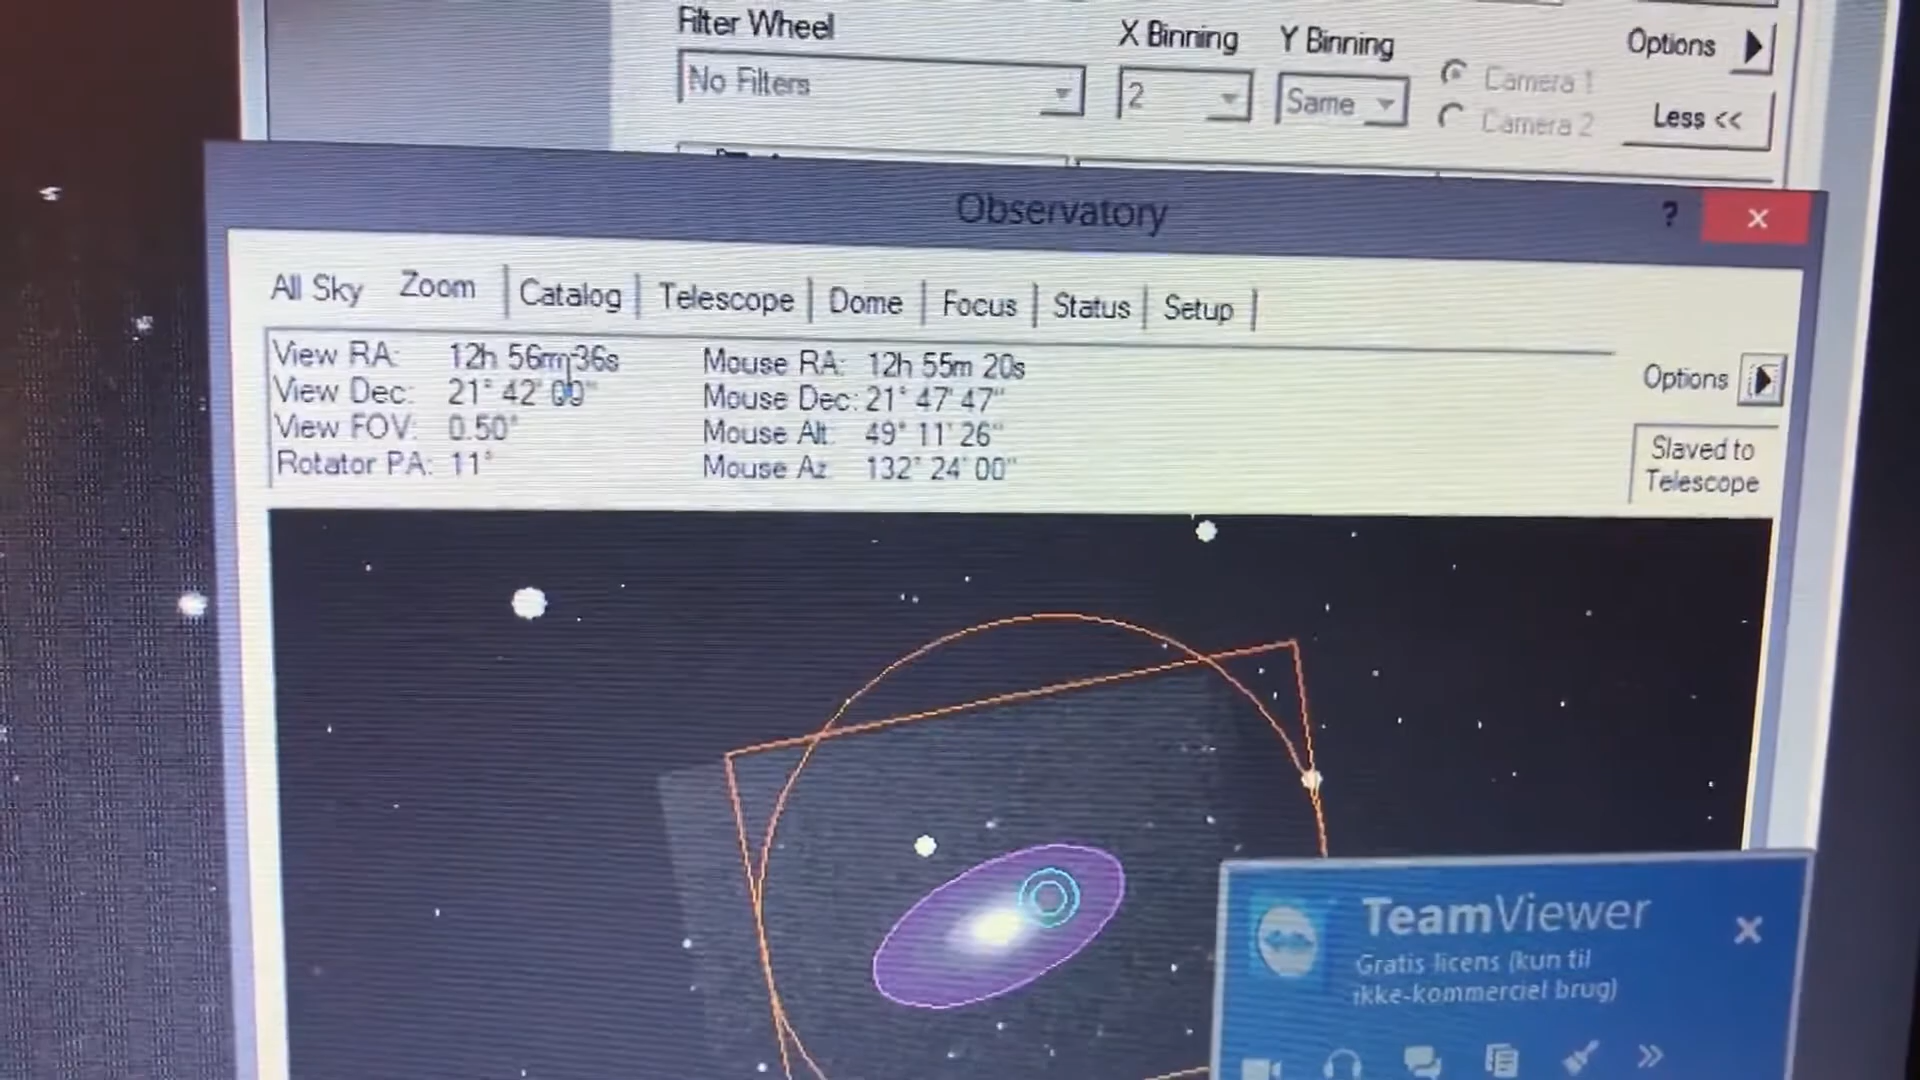 Filter Wheel
X Binning
Y Binning
Options
No Filters
2
Same
Camera 1
Camera 2
Less <<
Observatory
?
All Sky
Zoom
Catalog
Telescope
Dome
Focus
Status
Setup
View RA: 12h 56m 36s
Mouse RA: 12h 55m 20s
View Dec: 21° 42' 00"
Mouse Dec: 21° 47' 47"
View FOV: 0.50°
Mouse Alt: 49° 11' 26"
Rotator PA: 11°
Mouse Az 132° 24' 00"
Options
Slaved to
Telescope
TeamViewer
Gratis licens (kun til
ikke-kommerciel brug)